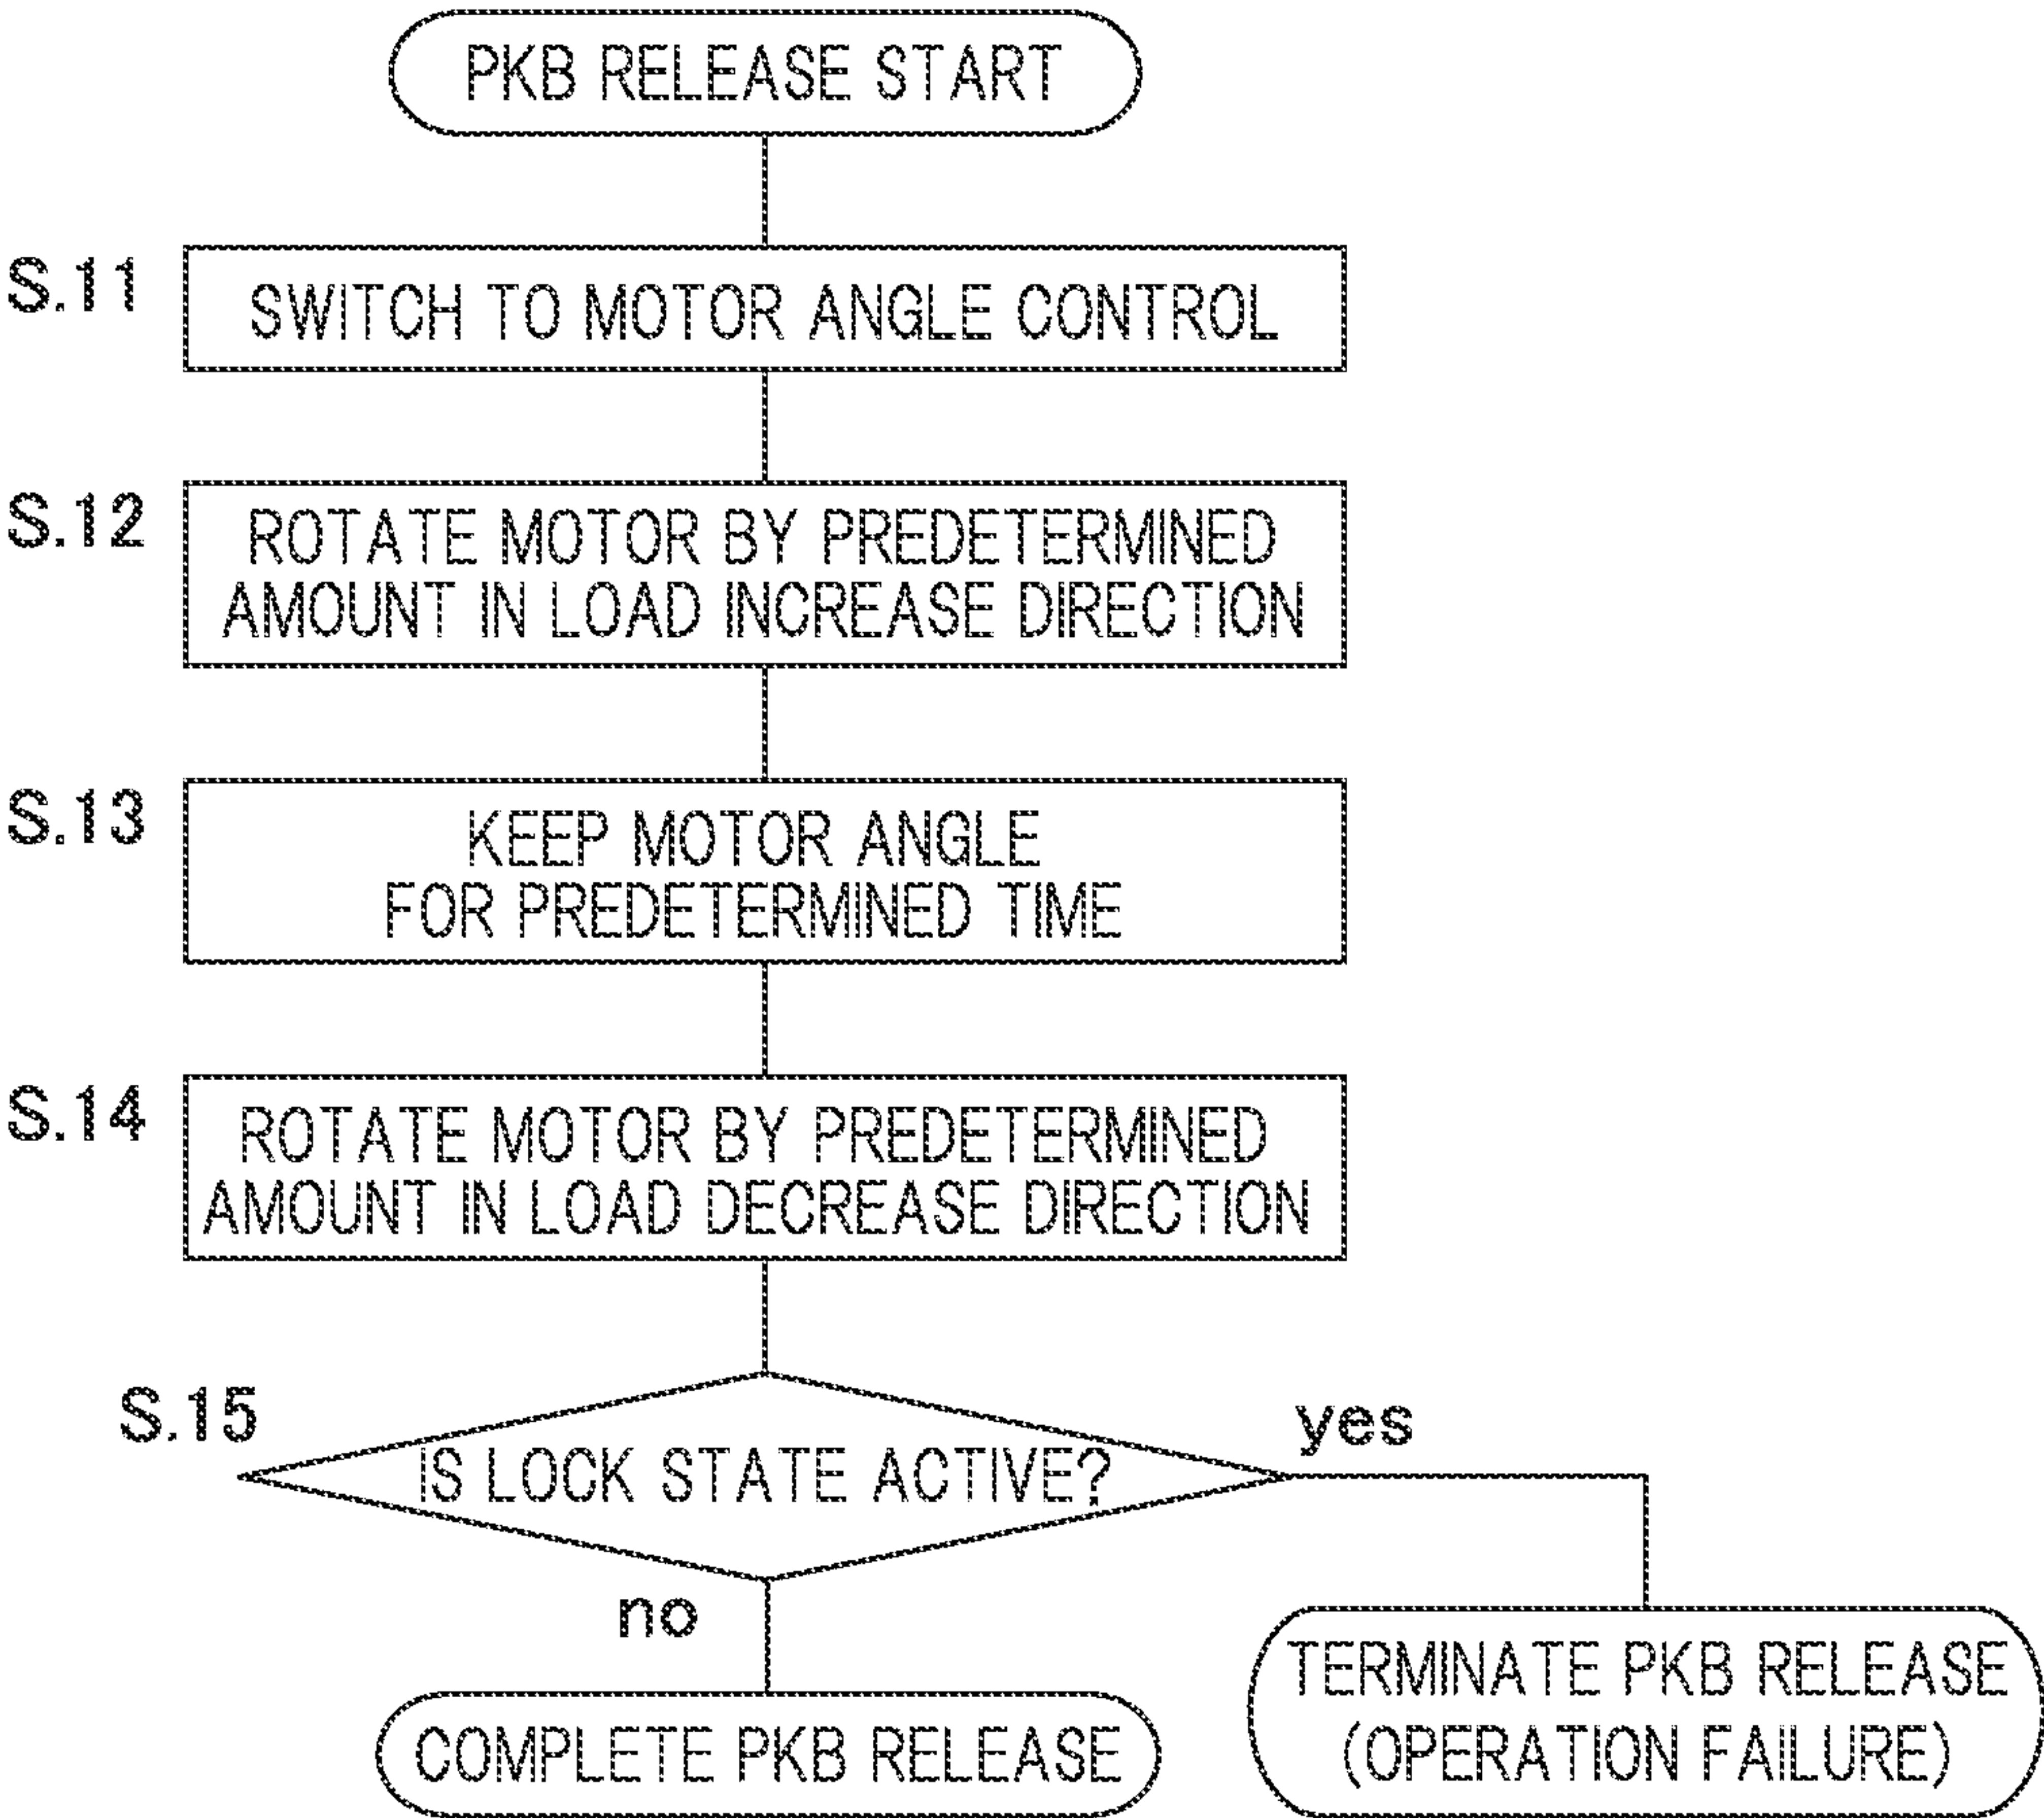 PKB RELEASE START
S.11
SWITCH TO MOTOR ANGLE CONTROL
S.12
ROTATE MOTOR BY PREDETERMINED
AMOUNT IN LOAD INCREASE DIRECTION
S.13
KEEP MOTOR ANGLE
FOR PREDETERMINED TIME
S.14
ROTATE MOTOR BY PREDETERMINED
AMOUNT IN LOAD DECREASE DIRECTION
S.15
IS LOCK STATE ACTIVE?
yes
no
TERMINATE PKB RELEASE
(OPERATION FAILURE)
COMPLETE PKB RELEASE